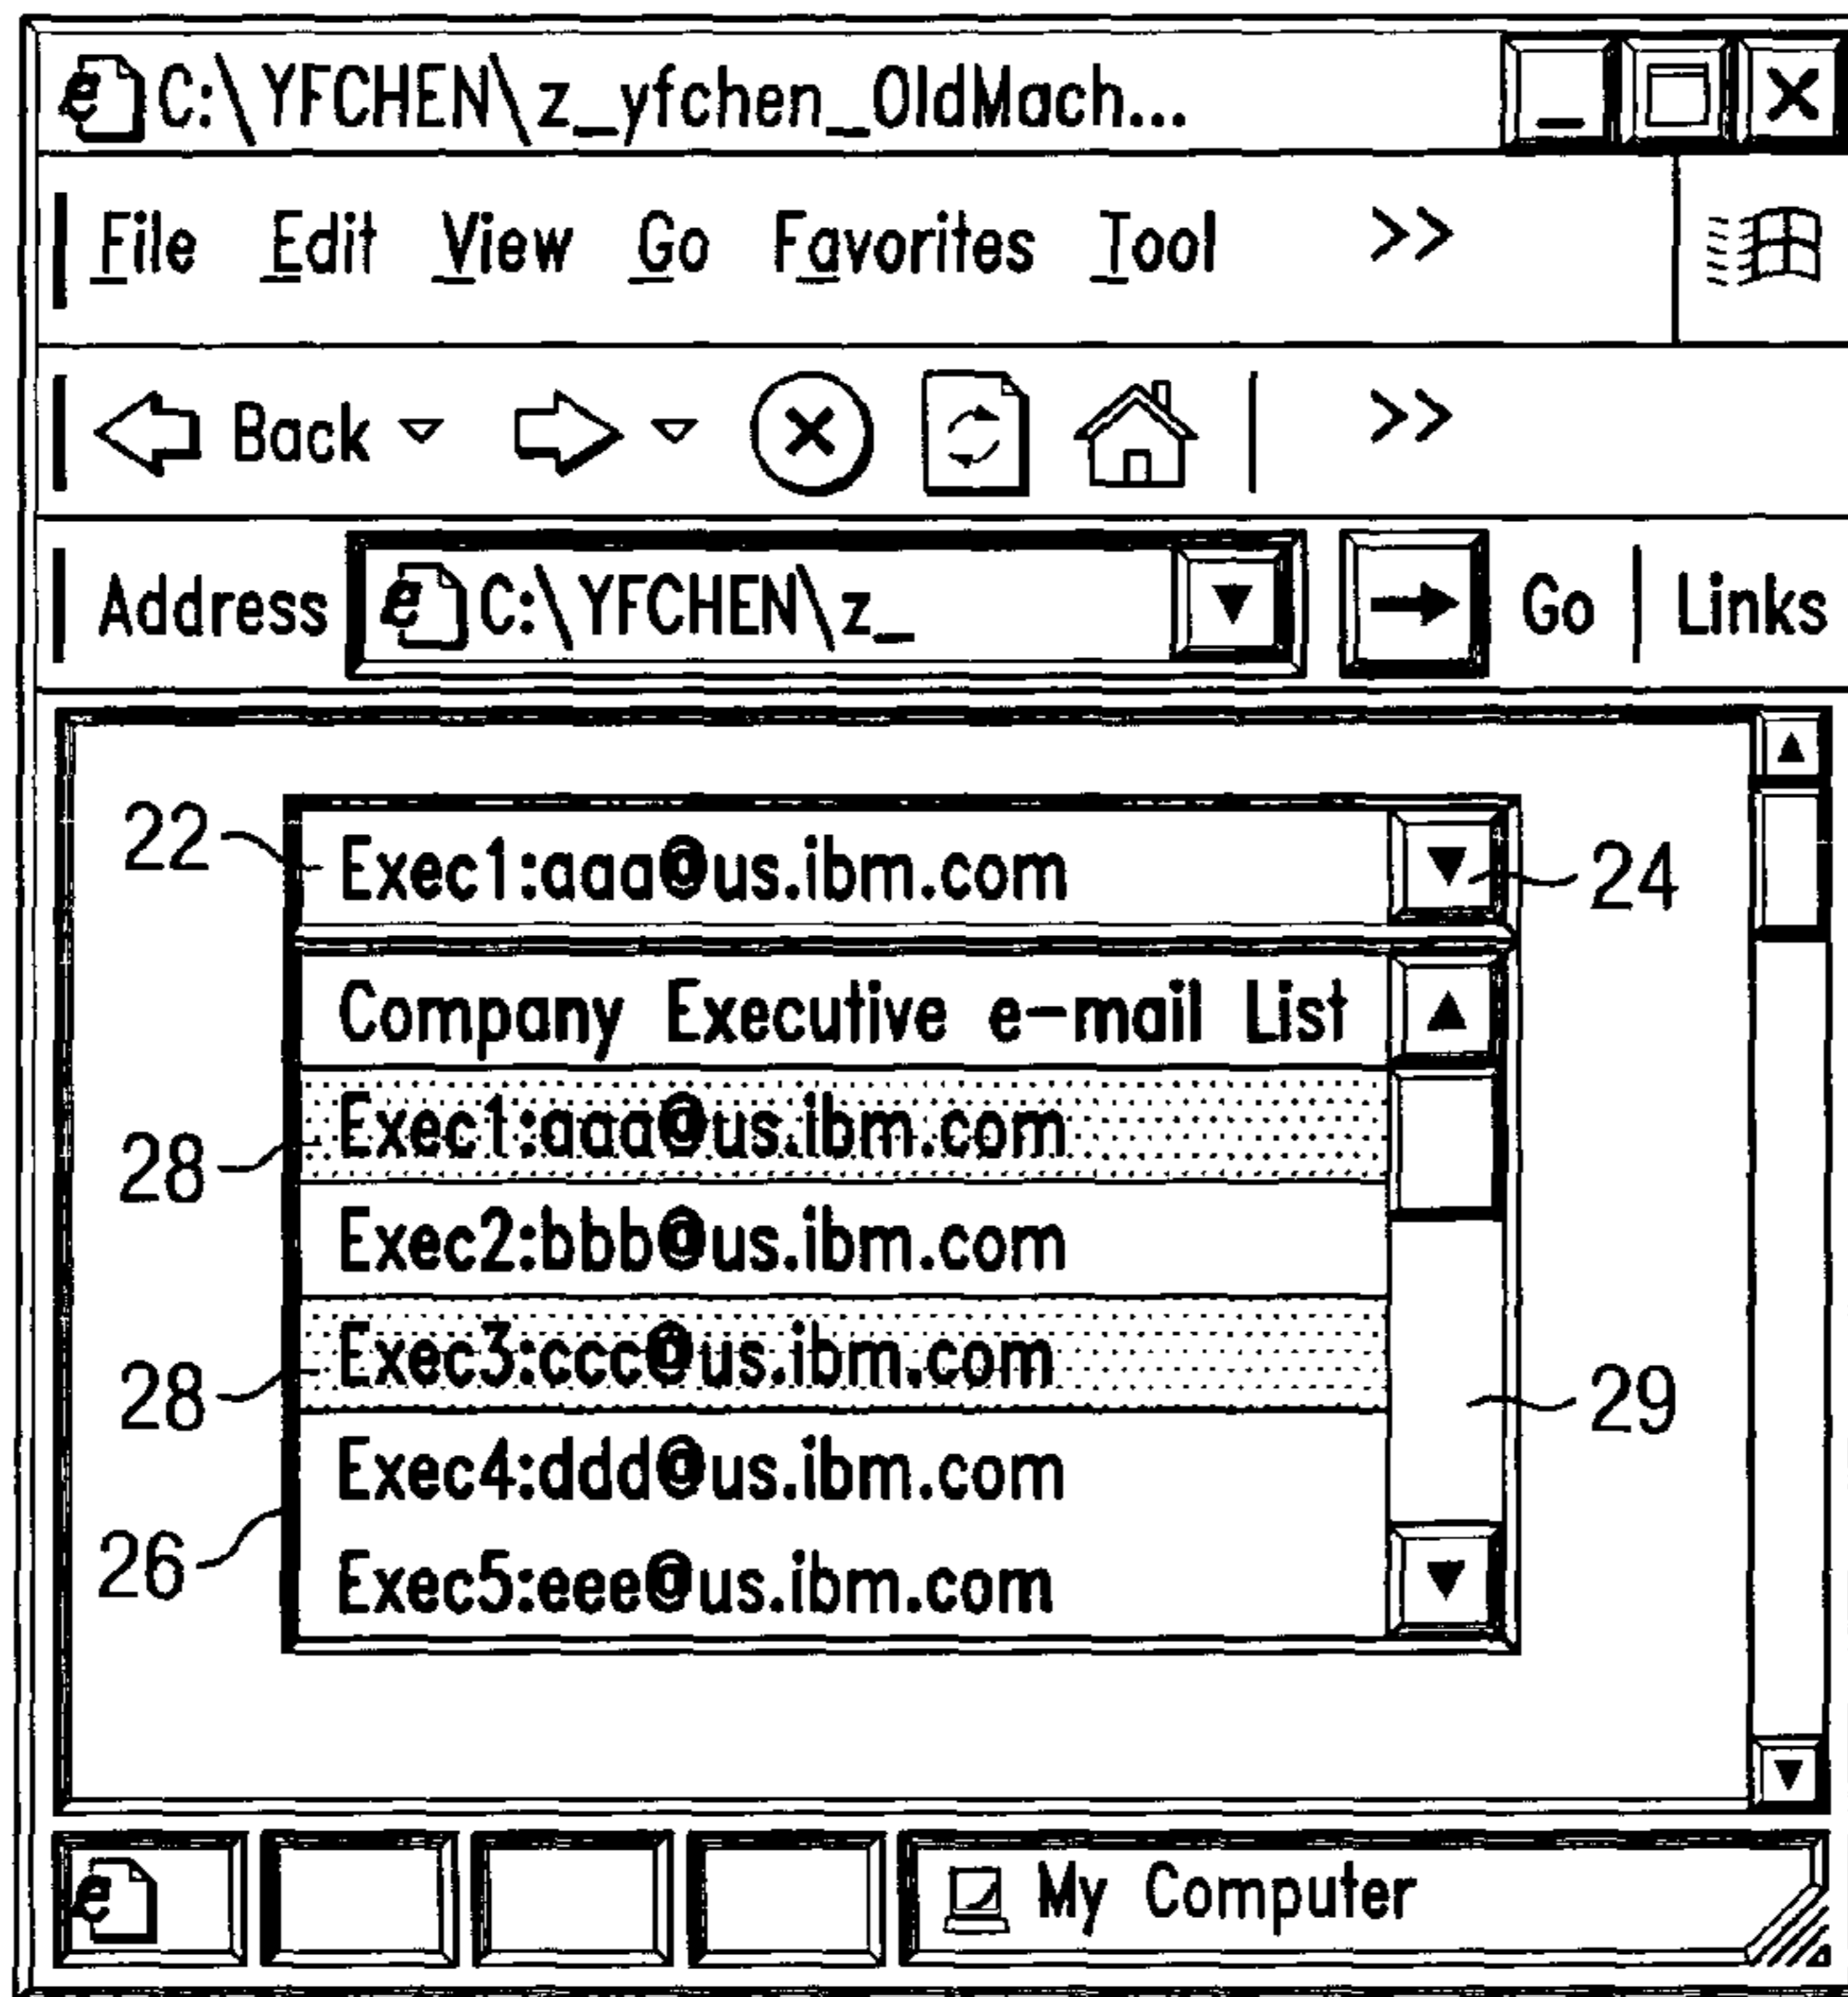 C:\YFCHEN\z_yfchen_OldMach...
File Edit View Go Favorites Tool >>
Back >>
Address C:\YFCHEN\z_ Go Links
22 Exec1:aaa@us.ibm.com 24
Company Executive e-mail List
28 Exec1:aaa@us.ibm.com
Exec2:bbb@us.ibm.com
28 Exec3:ccc@us.ibm.com 29
Exec4:ddd@us.ibm.com
26 Exec5:eee@us.ibm.com
My Computer